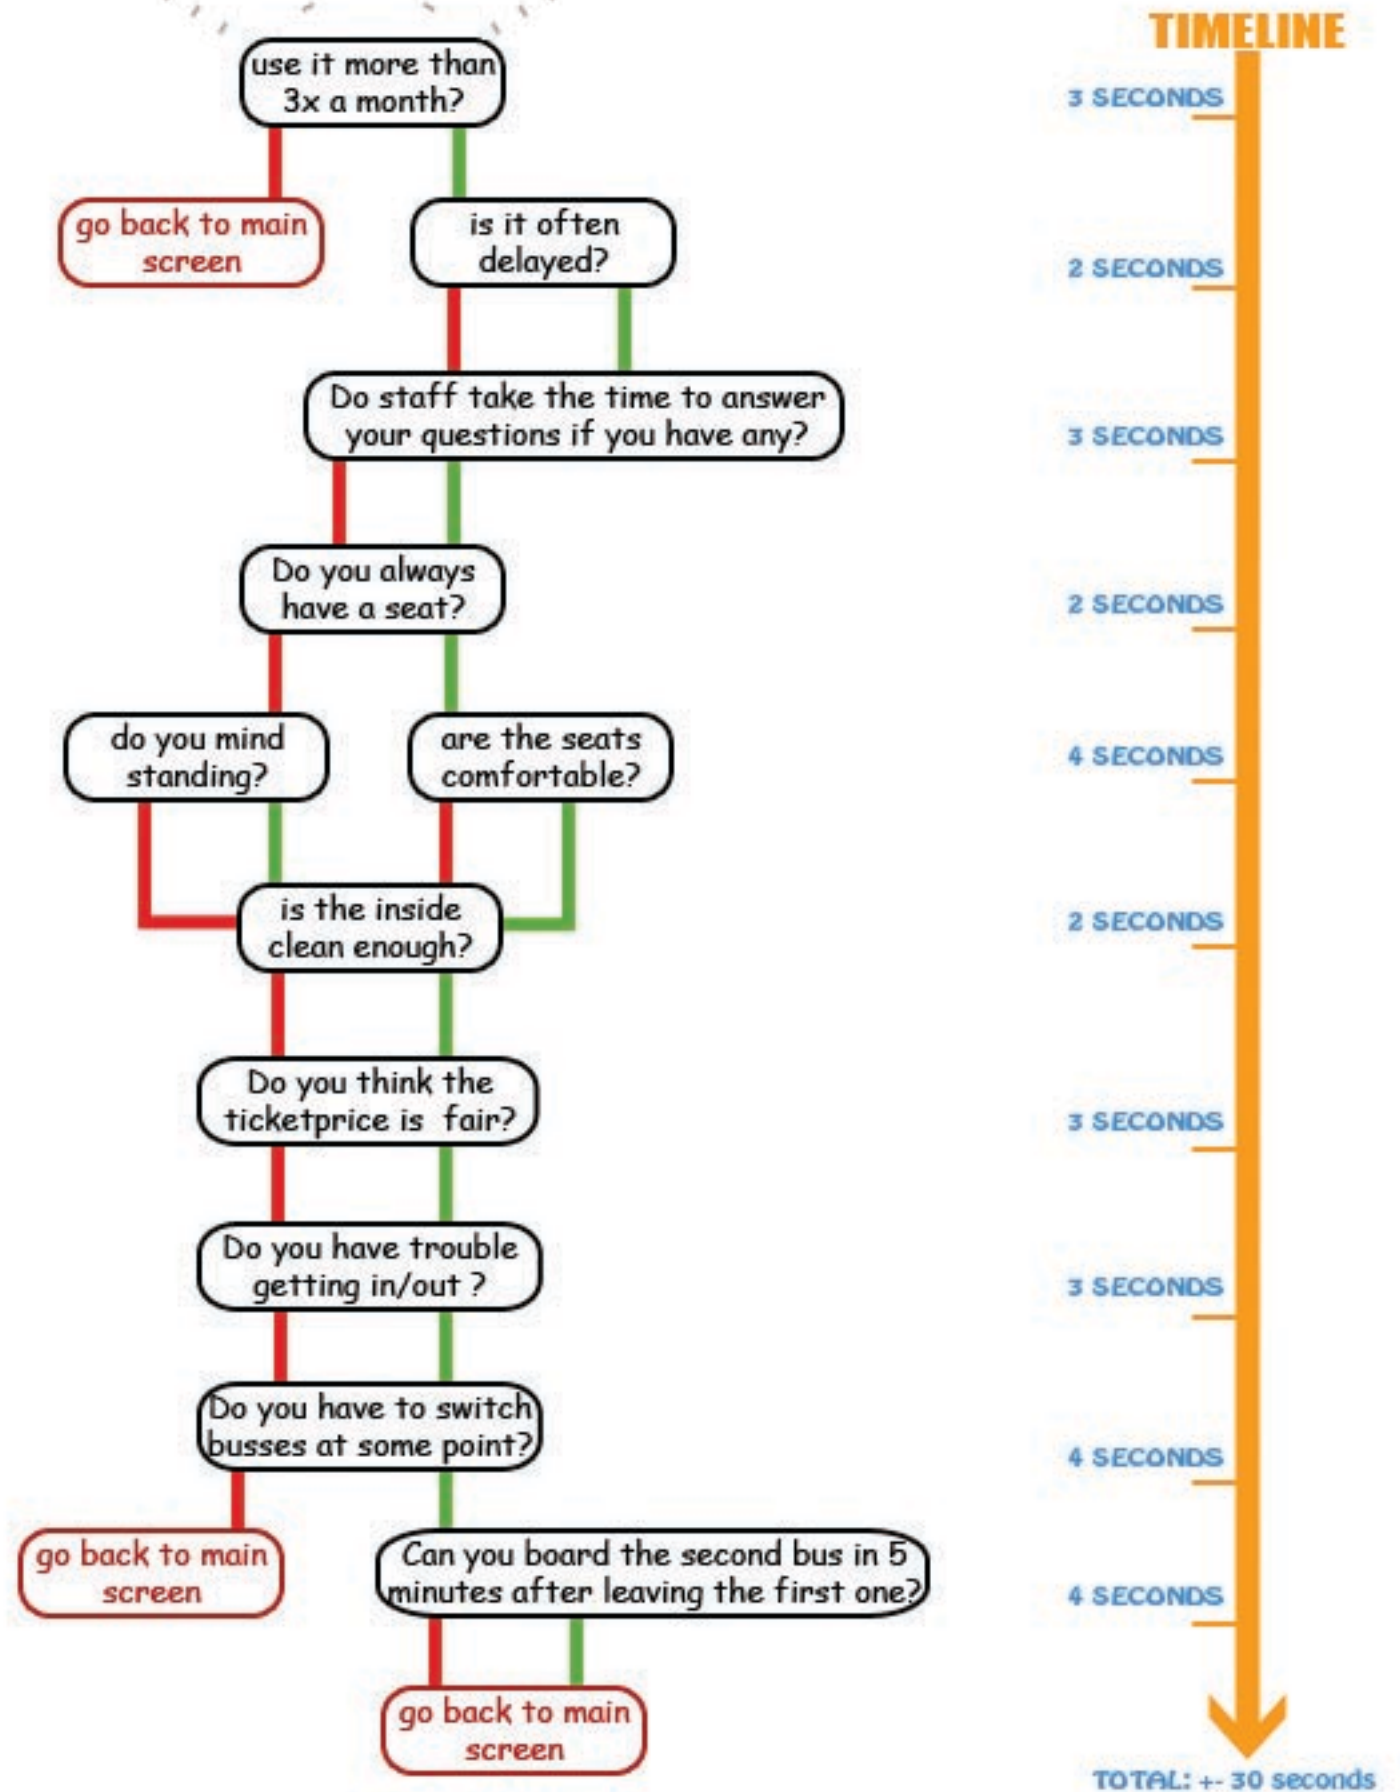 TIMELINE
use it more than
3x a month?
3 SECONDS
go back to main
screen
is it often
delayed?
2 SECONDS
Do staff take the time to answer
your questions if you have any?
3 SECONDS
Do you always
have a seat?
2 SECONDS
do you mind
standing?
are the seats
comfortable?
4 SECONDS
is the inside
clean enough?
2 SECONDS
Do you think the
ticketprice is fair?
3 SECONDS
Do you have trouble
getting in/out ?
3 SECONDS
Do you have to switch
busses at some point?
4 SECONDS
go back to main
screen
Can you board the second bus in 5
minutes after leaving the first one?
4 SECONDS
go back to main
screen
TOTAL: +- 30 seconds